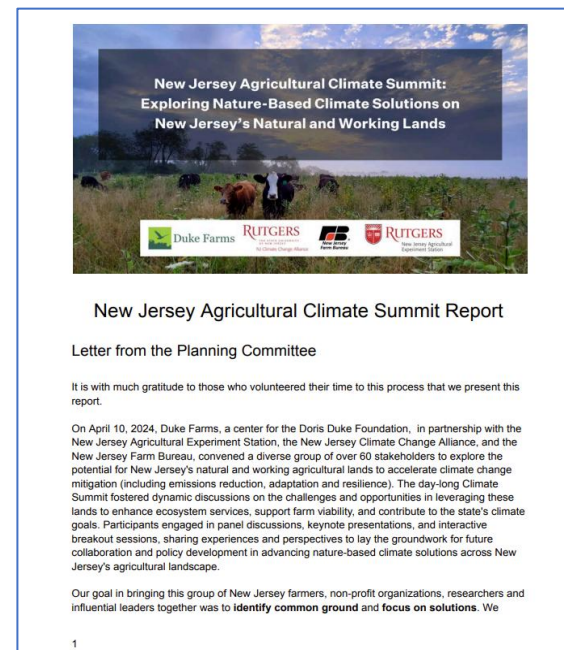 New Jersey Agricultural Climate Summit:
Exploring Nature-Based Climate Solutions on
New Jersey's Natural and Working Lands
Duke Farms
RUTGERS
NJ Climate Change Alliance
New Jersey
Farm Bureau
RUTGERS
New Jersey Agricultural
Experiment Station
New Jersey Agricultural Climate Summit Report
Letter from the Planning Committee
It is with much gratitude to those who volunteered their time to this process that we present this
report.
On April 10, 2024, Duke Farms, a center for the Doris Duke Foundation, in partnership with the
New Jersey Agricultural Experiment Station, the New Jersey Climate Change Alliance, and the
New Jersey Farm Bureau, convened a diverse group of over 60 stakeholders to explore the
potential for New Jersey's natural and working agricultural lands to accelerate climate change
mitigation (including emissions reduction, adaptation and resilience). The day-long Climate
Summit fostered dynamic discussions on the challenges and opportunities in leveraging these
lands to enhance ecosystem services, support farm viability, and contribute to the state's climate
goals. Participants engaged in panel discussions, keynote presentations, and interactive
breakout sessions, sharing experiences and perspectives to lay the groundwork for future
collaboration and policy development in advancing nature-based climate solutions across New
Jersey's agricultural landscape.
Our goal in bringing this group of New Jersey farmers, non-profit organizations, researchers and
influential leaders together was to identify common ground and focus on solutions. We
1